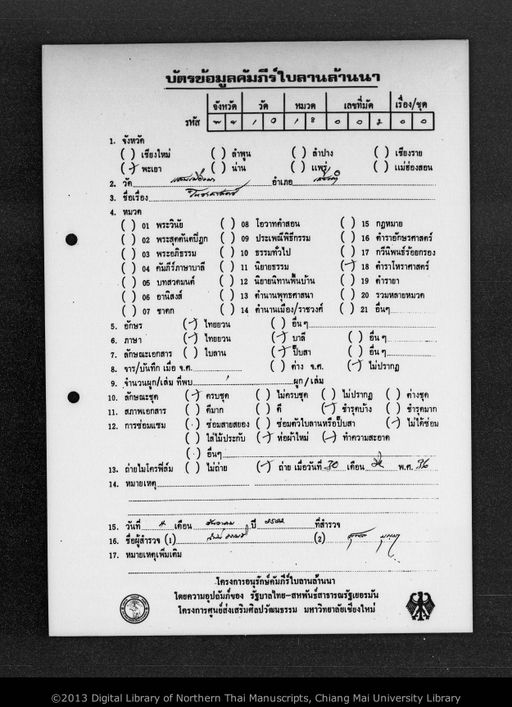 บัตรข้อมูลคัมภีร์ใบลานล้านนา
จังหวัด วัด หมวด เลขที่มัด เรื่อง/ชุด
รหัส
1. จังหวัด
( ) เชียงใหม่ ( ) ลำพูน ( ) ลำปาง ( ) เชียงราย
( ) พะเยา ( ) น่าน ( ) แพร่ ( ) แม่ฮ่องสอน
2. วัด อำเภอ
3. ชื่อเรื่อง
4. หมวด
( ) 01 พระวินัย ( ) 08 โอวาทคำสอน ( ) 15 กฎหมาย
( ) 02 พระสุตตันตปิฎก ( ) 09 ประเพณีพิธีกรรม ( ) 16 ตำราอักษรศาสตร์
( ) 03 พระอภิธรรม ( ) 10 ธรรมทั่วไป ( ) 17 กวีนิพนธ์ร้อยกรอง
( ) 04 คัมภีร์ภาษาบาลี ( ) 11 นิยายธรรม ( ) 18 ตำราโหราศาสตร์
( ) 05 บทสวดมนต์ ( ) 12 นิยายนิทานพื้นบ้าน ( ) 19 ตำรายา
( ) 06 อานิสงส์ ( ) 13 ตำนานพุทธศาสนา ( ) 20 รวมหลายหมวด
( ) 07 ชาดก ( ) 14 ตำนานเมือง/ราชวงศ์ ( ) 21 อื่นๆ
5. อักษร ( ) ไทยยวน ( ) อื่นๆ
6. ภาษา ( ) ไทยยวน ( ) บาลี ( ) อื่นๆ
7. ลักษณะเอกสาร ( ) ใบลาน ( ) ปั๊บสา ( ) อื่นๆ
8. จาร/บันทึก เมื่อ จ.ศ. ( ) ต่าง จ.ศ. ( ) ไม่ปรากฏ
9. จำนวนผูก/เล่ม ที่พบ 1 ผูก/เล่ม
10. ลักษณะชุด ( ) ครบชุด ( ) ไม่ครบชุด ( ) ไม่ปรากฏ ( ) ต่างชุด
11. สภาพเอกสาร ( ) ดีมาก ( ) ดี ( ) ชำรุดบ้าง ( ) ชำรุดมาก
12. การซ่อมแซม ( ) ซ่อมสายสยอง ( ) ซ่อมตัวใบลานหรือปั๊บสา ( ) ไม่ได้ซ่อม
( ) ใส่ไม้ประกับ ( ) ห่อผ้าใหม่ ( ) ทำความสะอาด
( ) อื่นๆ
13. ถ่ายไมโครฟิล์ม ( ) ไม่ถ่าย ( ) ถ่าย เมื่อวันที่ 30 เดือน พ.ศ. 36
14. หมายเหตุ
15. วันที่ 4 เดือน ธันวาคม ปี ที่สำรวจ
16. ชื่อผู้สำรวจ (1) (2)
17. หมายเหตุเพิ่มเติม
โครงการอนุรักษ์คัมภีร์ใบลานล้านนา
โดยความอุปถัมภ์ของ รัฐบาลไทย-สหพันธ์สาธารณรัฐเยอรมัน
โครงการศูนย์ส่งเสริมศิลปวัฒนธรรม มหาวิทยาลัยเชียงใหม่
©2013 Digital Library of Northern Thai Manuscripts, Chiang Mai University Library